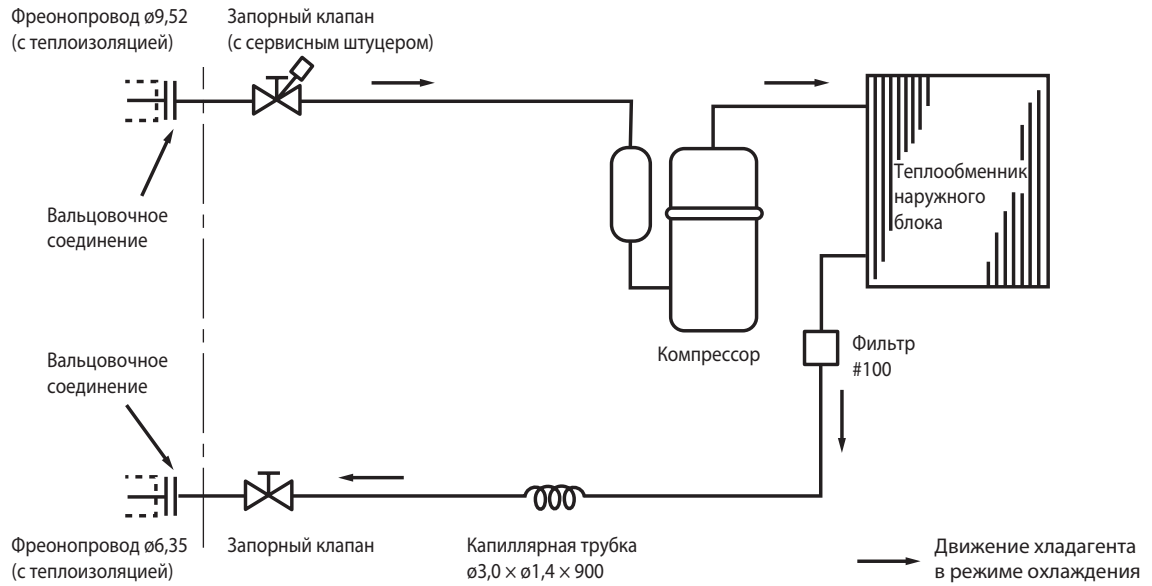 Фреонопровод ø9,52
(с теплоизоляцией)
Запорный клапан
(с сервисным штуцером)
Вальцовочное
соединение
Теплообменник
наружного
блока
Компрессор
Фильтр
#100
Вальцовочное
соединение
Фреонопровод ø6,35
(с теплоизоляцией)
Запорный клапан
Капиллярная трубка
ø3,0 × ø1,4 × 900
Движение хладагента
в режиме охлаждения